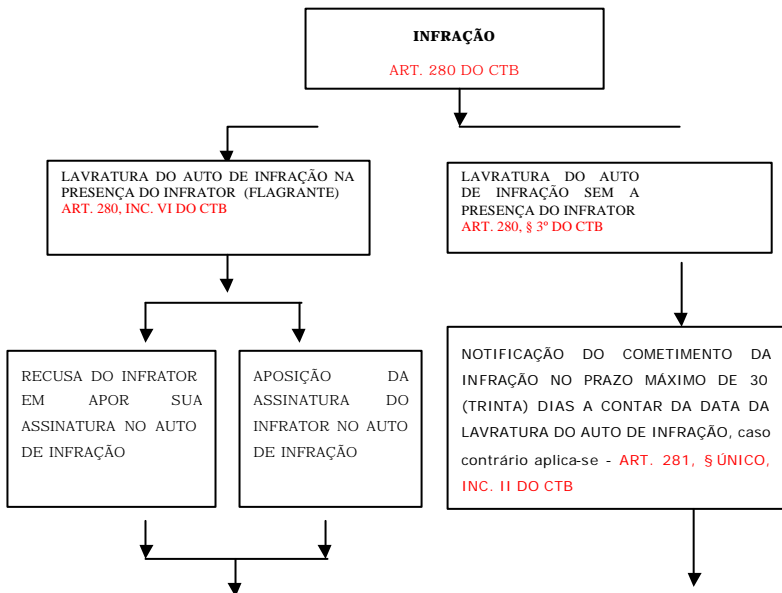 INFRAÇÃO
ART. 280 DO CTB
LAVRATURA DO AUTO DE INFRAÇÃO NA
PRESENÇA DO INFRATOR (FLAGRANTE)
ART. 280, INC. VI DO CTB
LAVRATURA DO AUTO
DE INFRAÇÃO SEM A
PRESENÇA DO INFRATOR
ART. 280, § 3º DO CTB
RECUSA DO INFRATOR
EM APOR SUA
ASSINATURA NO AUTO
DE INFRAÇÃO
APOSIÇÃO DA
ASSINATURA DO
INFRATOR NO AUTO
DE INFRAÇÃO
NOTIFICAÇÃO DO COMETIMENTO DA
INFRAÇÃO NO PRAZO MÁXIMO DE 30
(TRINTA) DIAS A CONTAR DA DATA DA
LAVRATURA DO AUTO DE INFRAÇÃO, caso
contrário aplica-se - ART. 281, § ÚNICO,
INC. II DO CTB